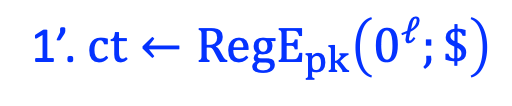 1’. ct ← RegE_pk(0^ℓ; $)